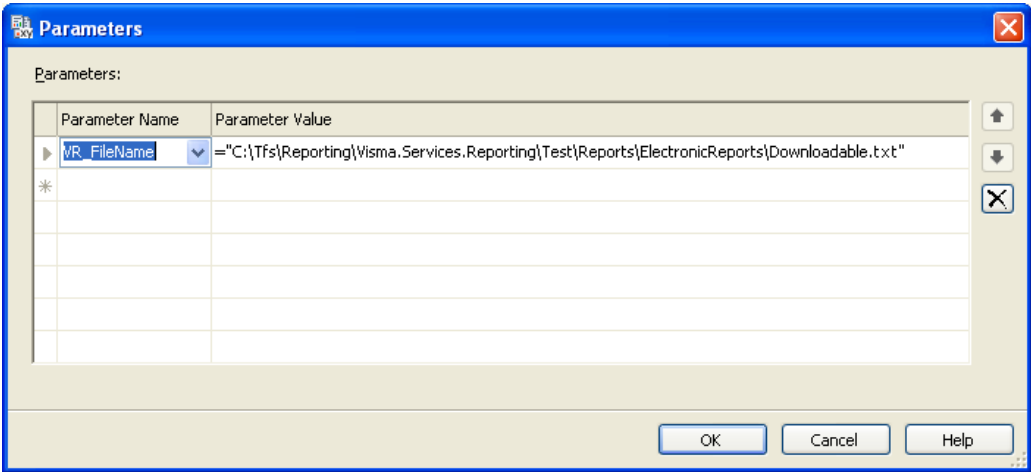 Parameters
Parameters:
Parameter Name Parameter Value
VR_FileName ="C:\Tfs\Reporting\Visma.Services.Reporting\Test\Reports\ElectronicReports\Downloadable.txt"
OK Cancel Help